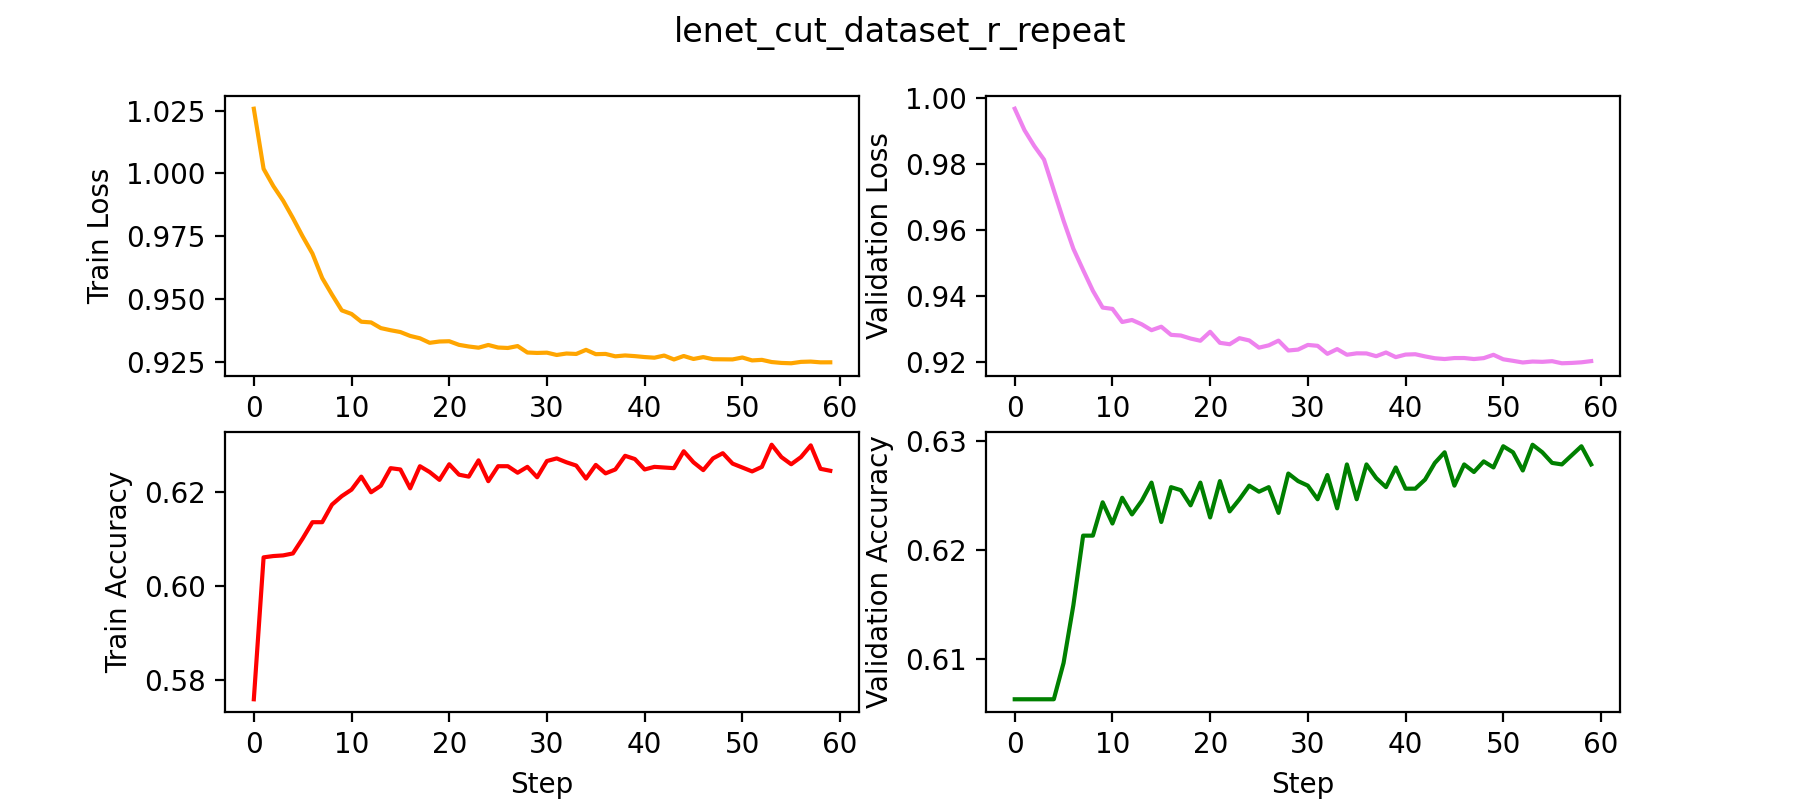 lenet_cut_dataset_r_repeat
Train Loss
1.025
1.000
0.975
0.950
0.925
0 10 20 30 40 50 60
Validation Loss
1.00
0.98
0.96
0.94
0.92
0 10 20 30 40 50 60
Train Accuracy
0.62
0.60
0.58
0 10 20 30 40 50 60
Step
Validation Accuracy
0.63
0.62
0.61
0 10 20 30 40 50 60
Step